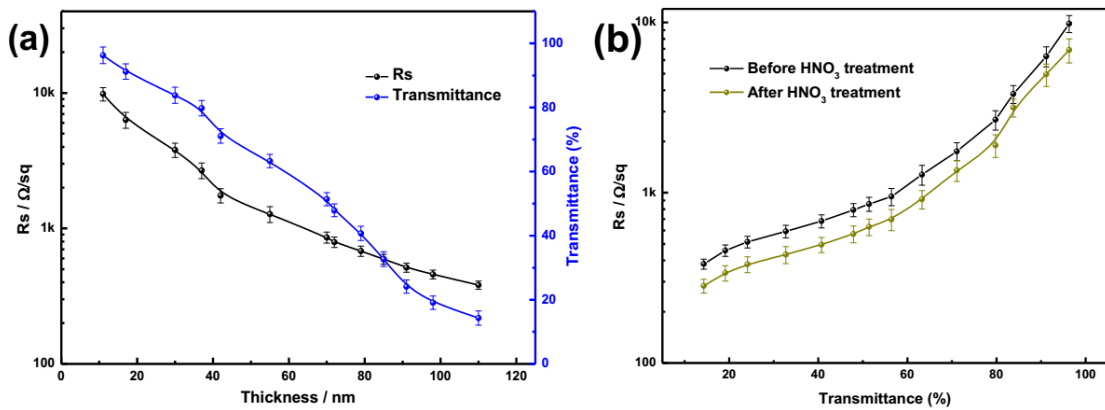 (a)
Rs
Transmittance
10k
1k
100
Rs / Ω/sq
0 20 40 60 80 100 120
Thickness / nm
100
80
60
40
20
0
Transmittance (%)
(b)
Before HNO₃ treatment
After HNO₃ treatment
10k
1k
100
Rs / Ω/sq
20 40 60 80 100
Transmittance (%)